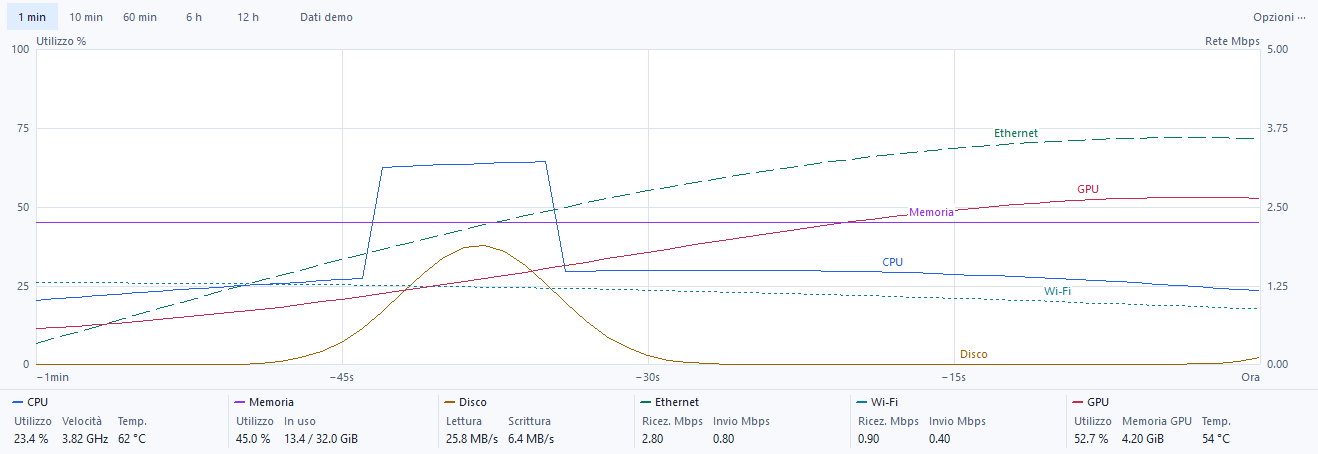 1 min 10 min 60 min 6 h 12 h Dati demo Opzioni ···
Utilizzo % Rete Mbps
100 5.00
75 3.75
Ethernet
GPU
50 2.50
Memoria
CPU
25 1.25
Wi-Fi
Disco
0 0.00
−1min −45s −30s −15s Ora
CPU Memoria Disco Ethernet Wi-Fi GPU
Utilizzo Velocità Temp. Utilizzo In uso Lettura Scrittura Ricez. Mbps Invio Mbps Ricez. Mbps Invio Mbps Utilizzo Memoria GPU Temp.
23.4 % 3.82 GHz 62 °C 45.0 % 13.4 / 32.0 GiB 25.8 MB/s 6.4 MB/s 2.80 0.80 0.90 0.40 52.7 % 4.20 GiB 54 °C